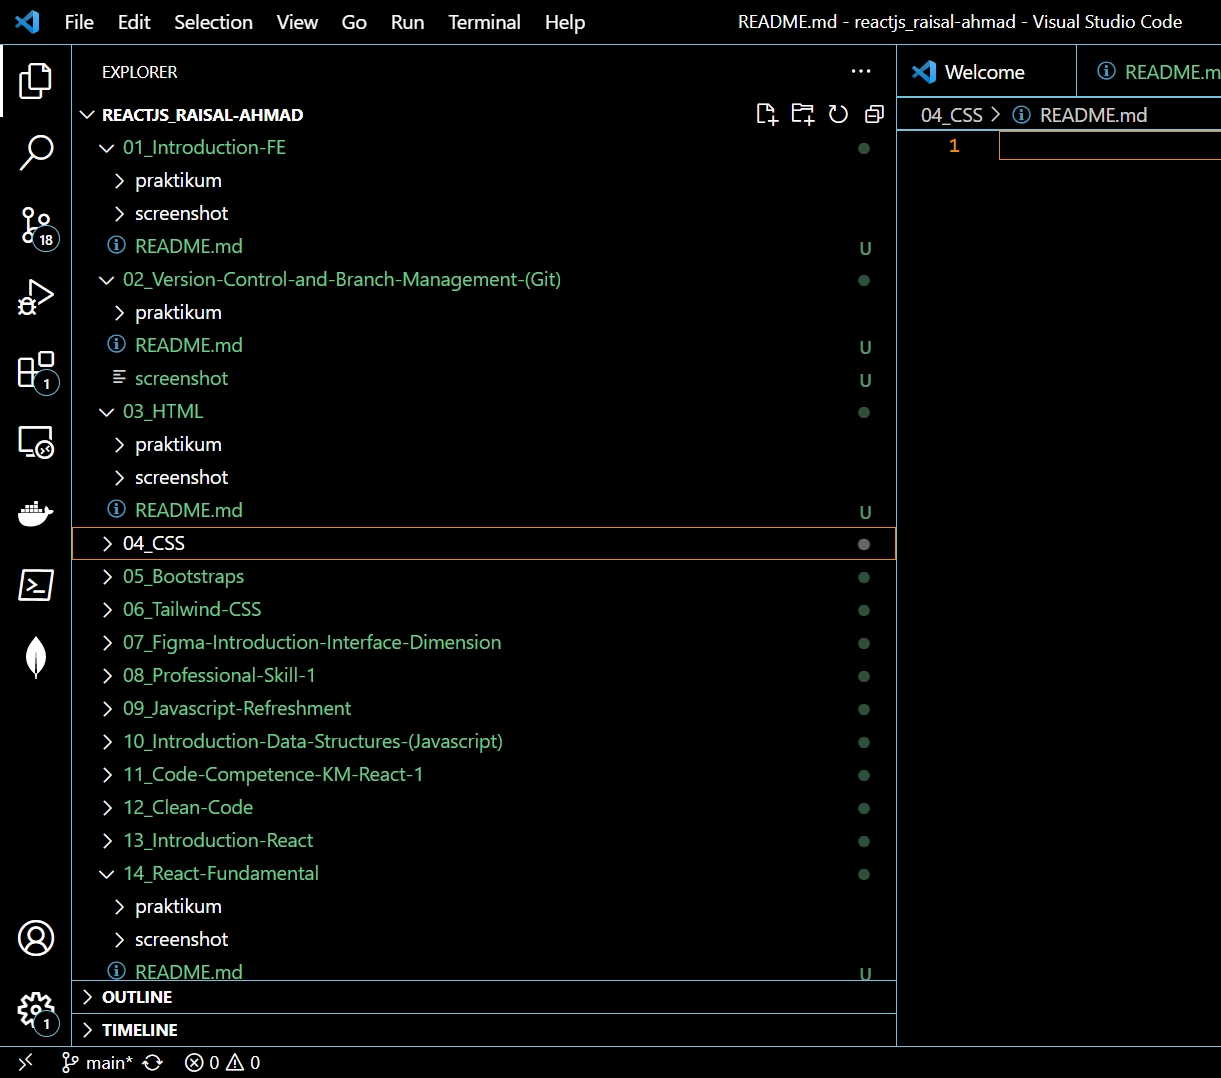 File Edit Selection View Go Run Terminal Help README.md - reactjs_raisal-ahmad - Visual Studio Code
EXPLORER
Welcome
README.m
REACTJS_RAISAL-AHMAD
04_CSS > README.md
1
01_Introduction-FE
praktikum
screenshot
README.md U
02_Version-Control-and-Branch-Management-(Git)
praktikum
README.md U
screenshot U
03_HTML
praktikum
screenshot
README.md U
04_CSS
05_Bootstraps
06_Tailwind-CSS
07_Figma-Introduction-Interface-Dimension
08_Professional-Skill-1
09_Javascript-Refreshment
10_Introduction-Data-Structures-(Javascript)
11_Code-Competence-KM-React-1
12_Clean-Code
13_Introduction-React
14_React-Fundamental
praktikum
screenshot
README.md U
OUTLINE
TIMELINE
18
1
1
main* 0 0